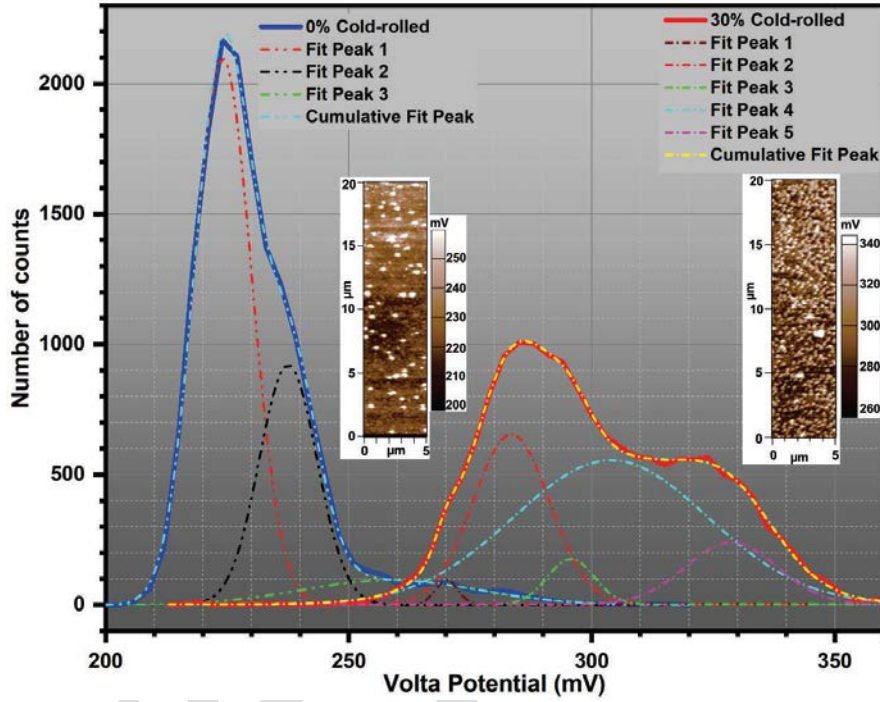 0% Cold-rolled
Fit Peak 1
Fit Peak 2
Fit Peak 3
Cumulative Fit Peak
30% Cold-rolled
Fit Peak 1
Fit Peak 2
Fit Peak 3
Fit Peak 4
Fit Peak 5
Cumulative Fit Peak
Number of counts
2000
1500
1000
500
0
20
15
10
5
0
µm
0 µm 5
mV
250
240
230
220
210
200
20
15
10
5
0
µm
0 µm 5
mV
340
320
300
280
260
200 250 300 350
Volta Potential (mV)